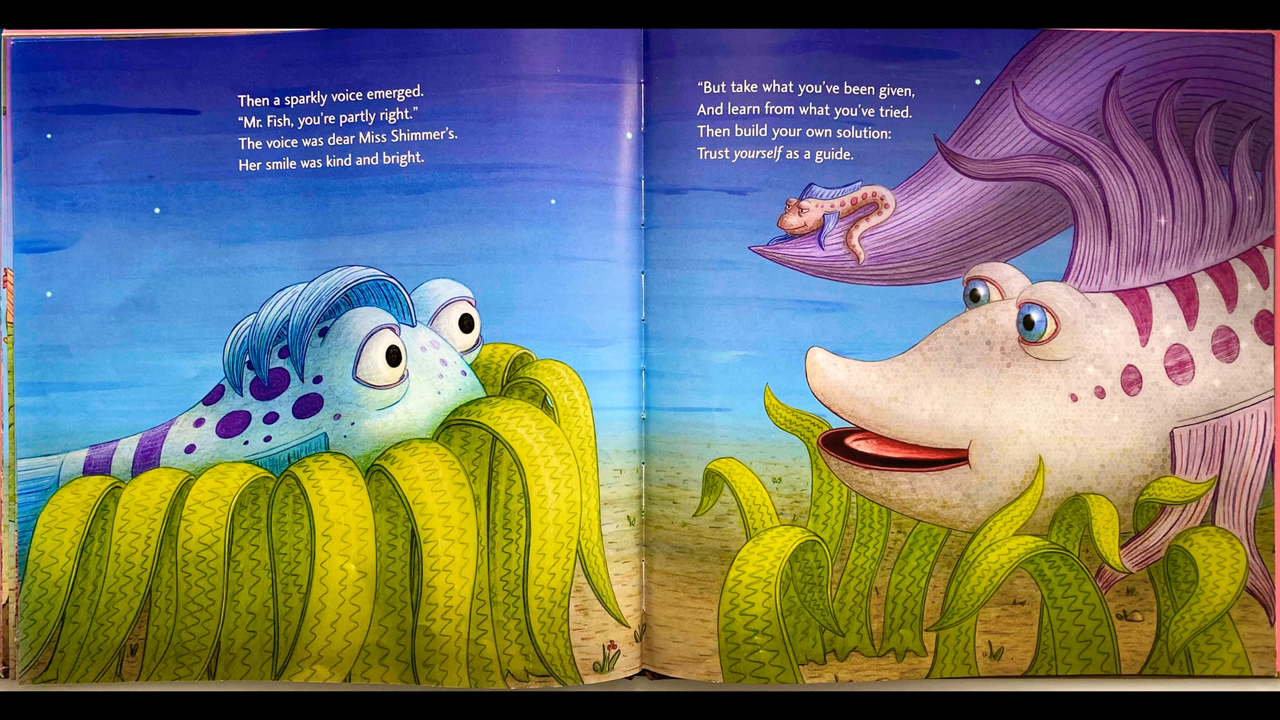 Then a sparkly voice emerged.
“Mr. Fish, you're partly right.”
The voice was dear Miss Shimmer's.
Her smile was kind and bright.
“But take what you've been given,
And learn from what you've tried.
Then build your own solution:
Trust yourself as a guide.